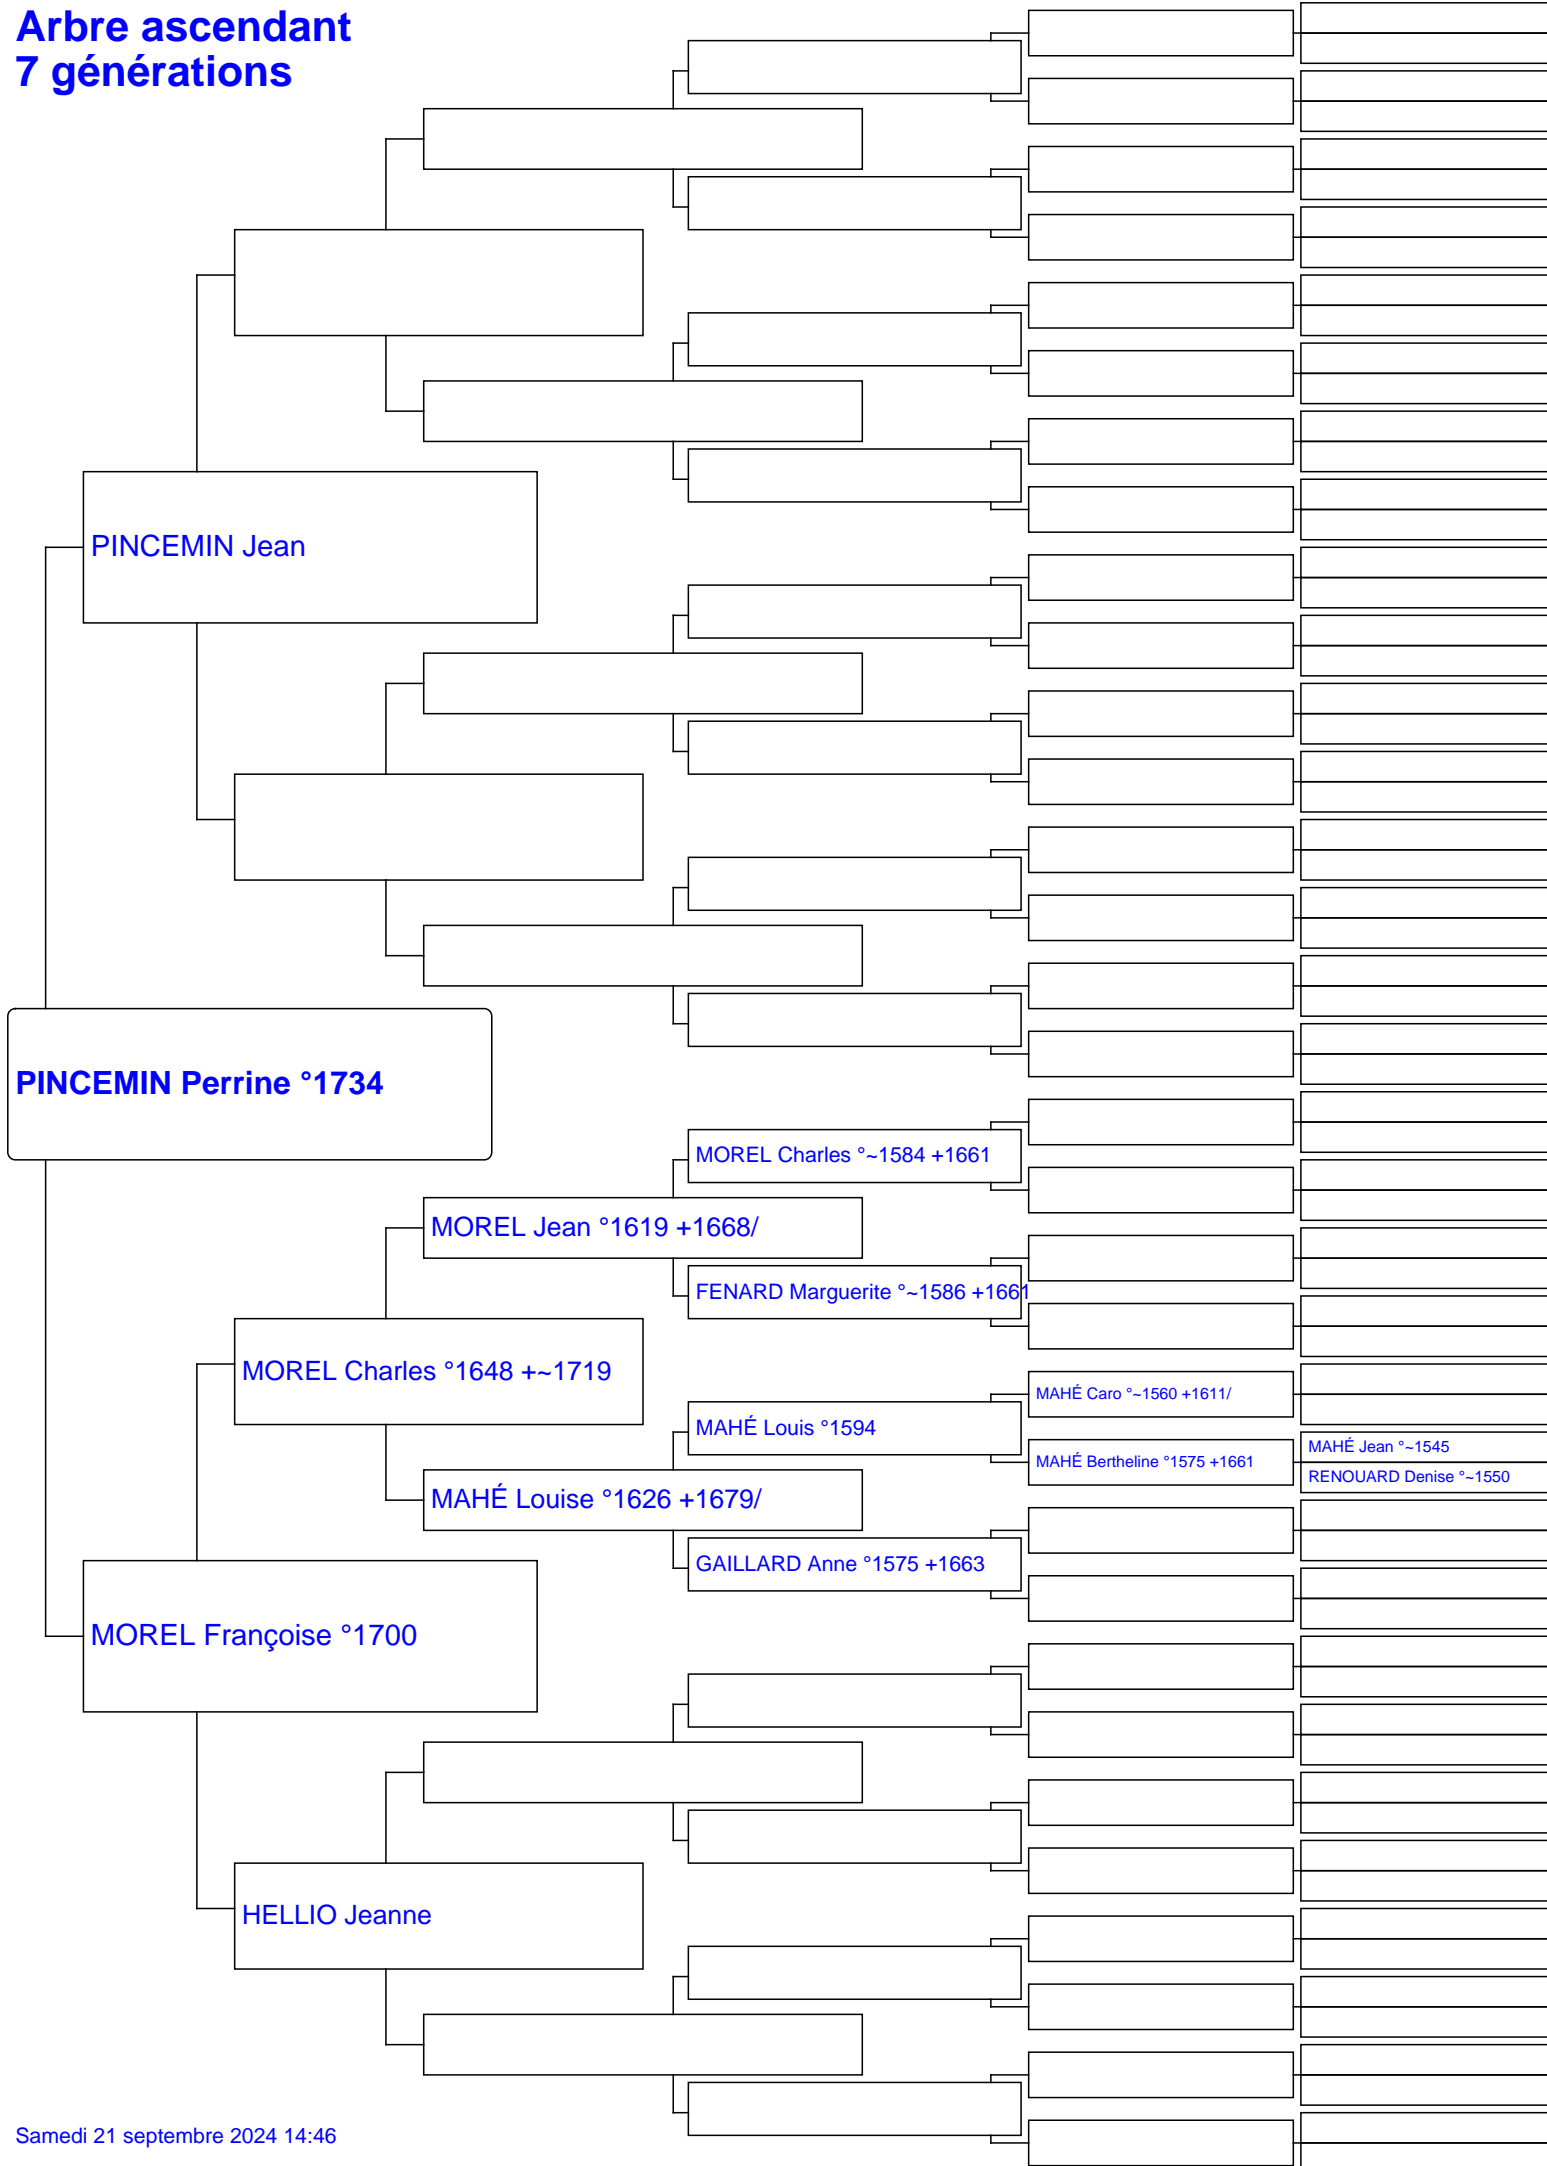 Arbre ascendant
7 générations
PINCEMIN Jean
PINCEMIN Perrine °1734
MOREL Charles °~1584 +1661
MOREL Jean °1619 +1668/
FENARD Marguerite °~1586 +1661
MOREL Charles °1648 +~1719
MAHÉ Caro °~1560 +1611/
MAHÉ Louis °1594
MAHÉ Jean °~1545
MAHÉ Bertheline °1575 +1661
RENOUARD Denise °~1550
MAHÉ Louise °1626 +1679/
GAILLARD Anne °1575 +1663
MOREL Françoise °1700
HELLIO Jeanne
Samedi 21 septembre 2024 14:46